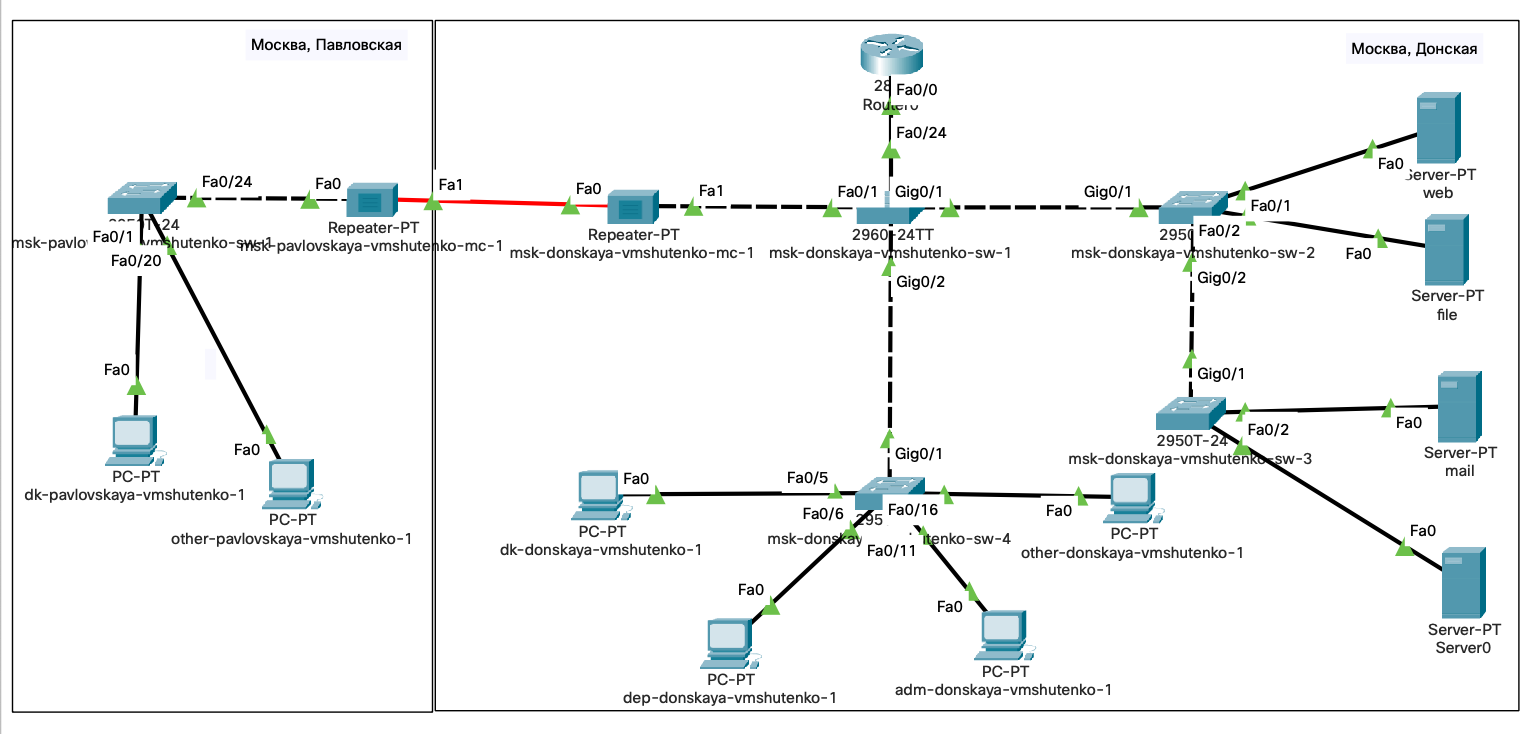 Москва, Павловская
Москва, Донская
28
Fa0/0
Router0
Fa0/24
Fa0
Server-PT
web
Fa0/24
Fa0
Fa1
Fa0
Fa1
Fa0/1
Gig0/1
Gig0/1
Fa0/1
Repeater-PT
msk-pavlovskaya-vmshutenko-mc-1
Fa0/1
Fa0/20
Repeater-PT
msk-donskaya-vmshutenko-mc-1
2960-24TT
msk-donskaya-vmshutenko-sw-1
Fa0/2
2950
msk-donskaya-vmshutenko-sw-2
Fa0
Gig0/2
Gig0/2
Server-PT
file
Fa0
Gig0/1
Fa0
Fa0/2
2950T-24
msk-donskaya-vmshutenko-sw-3
Server-PT
mail
Fa0
Gig0/1
PC-PT
dk-pavlovskaya-vmshutenko-1
PC-PT
other-pavlovskaya-vmshutenko-1
Fa0
Fa0/5
Fa0/6
Fa0/16
295
Fa0
PC-PT
dk-donskaya-vmshutenko-1
Fa0/11
PC-PT
other-donskaya-vmshutenko-1
Fa0
Fa0
Fa0
Server-PT
Server0
PC-PT
dep-donskaya-vmshutenko-1
PC-PT
adm-donskaya-vmshutenko-1